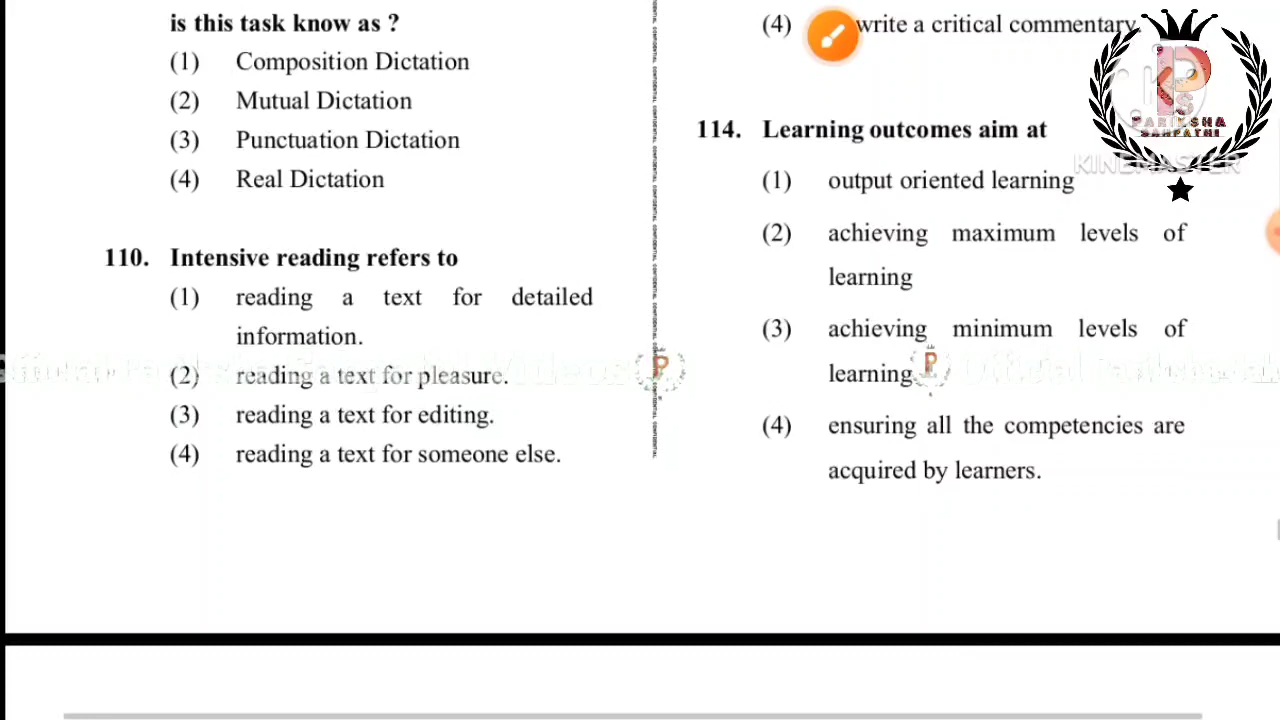 is this task know as ?
(1) Composition Dictation
(2) Mutual Dictation
(3) Punctuation Dictation
(4) Real Dictation
110. Intensive reading refers to
(1) reading a text for detailed
information.
(2) reading a text for pleasure.
(3) reading a text for editing.
(4) reading a text for someone else.
(4) write a critical commentary
114. Learning outcomes aim at
(1) output oriented learning
(2) achieving maximum levels of
learning
(3) achieving minimum levels of
learning
(4) ensuring all the competencies are
acquired by learners.
PARIKSHA
SARPATHI
KINEMASTER